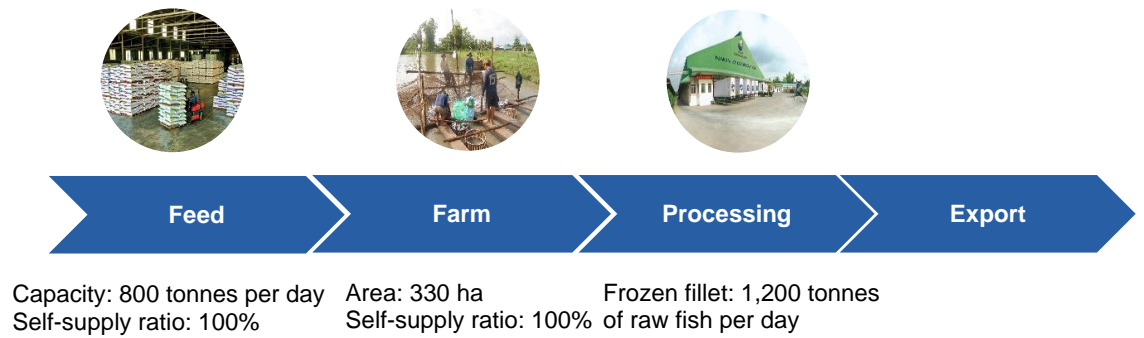 Feed
Farm
Processing
Export
Capacity: 800 tonnes per day
Self-supply ratio: 100%
Area: 330 ha
Self-supply ratio: 100%
Frozen fillet: 1,200 tonnes
of raw fish per day